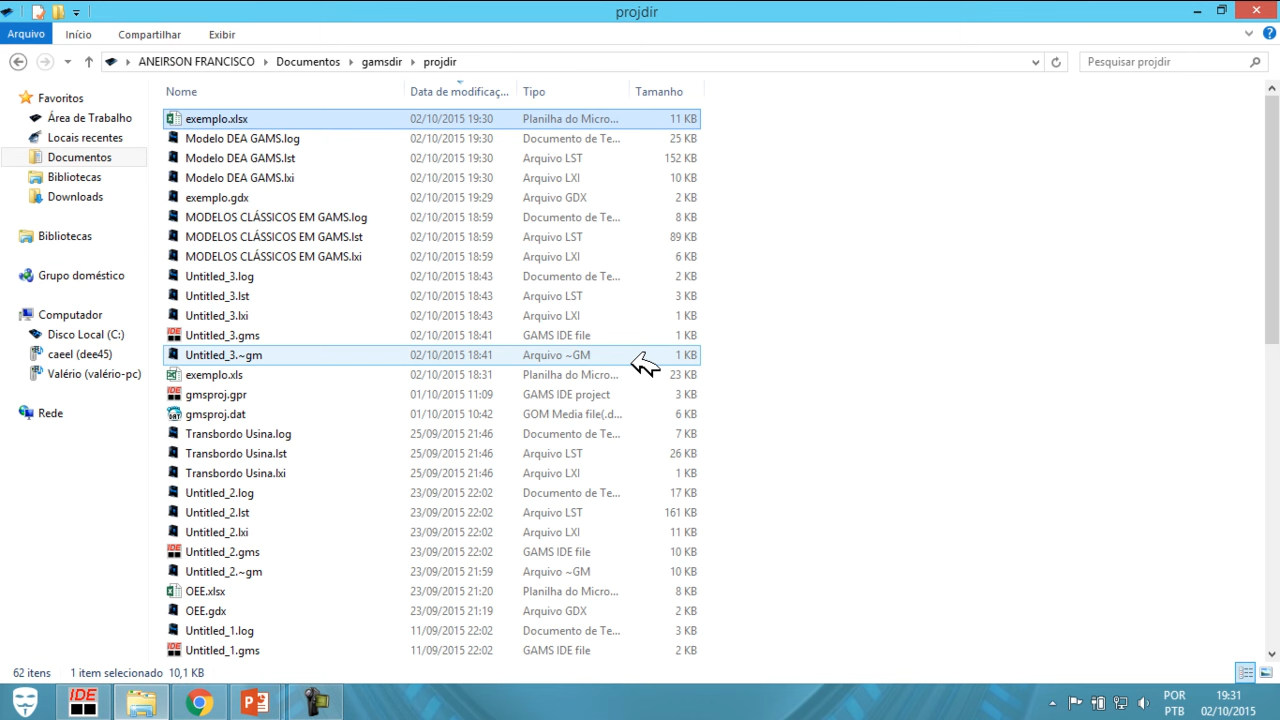 projdir
Arquivo Início Compartilhar Exibir
ANEIRSON FRANCISCO Documentos gamsdir projdir Pesquisar projdir
Nome Data de modificaç... Tipo Tamanho
Favoritos
Área de Trabalho
Locais recentes
Documentos
Bibliotecas
Downloads
Bibliotecas
Grupo doméstico
Computador
Disco Local (C:)
caeel (dee45)
Valério (valério-pc)
Rede
exemplo.xlsx 02/10/2015 19:30 Planilha do Micro... 11 KB
Modelo DEA GAMS.log 02/10/2015 19:30 Documento de Te... 25 KB
Modelo DEA GAMS.lst 02/10/2015 19:30 Arquivo LST 152 KB
Modelo DEA GAMS.lxi 02/10/2015 19:30 Arquivo LXI 10 KB
exemplo.gdx 02/10/2015 19:29 Arquivo GDX 2 KB
MODELOS CLÁSSICOS EM GAMS.log 02/10/2015 18:59 Documento de Te... 8 KB
MODELOS CLÁSSICOS EM GAMS.lst 02/10/2015 18:59 Arquivo LST 89 KB
MODELOS CLÁSSICOS EM GAMS.lxi 02/10/2015 18:59 Arquivo LXI 6 KB
Untitled_3.log 02/10/2015 18:43 Documento de Te... 2 KB
Untitled_3.lst 02/10/2015 18:43 Arquivo LST 3 KB
Untitled_3.lxi 02/10/2015 18:43 Arquivo LXI 1 KB
Untitled_3.gms 02/10/2015 18:41 GAMS IDE file 1 KB
Untitled_3.~gm 02/10/2015 18:41 Arquivo ~GM 1 KB
exemplo.xls 02/10/2015 18:31 Planilha do Micro... 23 KB
gmsproj.gpr 01/10/2015 11:09 GAMS IDE project 3 KB
gmsproj.dat 01/10/2015 10:42 GOM Media file(.d... 6 KB
Transbordo Usina.log 25/09/2015 21:46 Documento de Te... 7 KB
Transbordo Usina.lst 25/09/2015 21:46 Arquivo LST 26 KB
Transbordo Usina.lxi 25/09/2015 21:46 Arquivo LXI 1 KB
Untitled_2.log 23/09/2015 22:02 Documento de Te... 17 KB
Untitled_2.lst 23/09/2015 22:02 Arquivo LST 161 KB
Untitled_2.lxi 23/09/2015 22:02 Arquivo LXI 11 KB
Untitled_2.gms 23/09/2015 22:02 GAMS IDE file 10 KB
Untitled_2.~gm 23/09/2015 21:59 Arquivo ~GM 10 KB
OEE.xlsx 23/09/2015 21:20 Planilha do Micro... 8 KB
OEE.gdx 23/09/2015 21:19 Arquivo GDX 2 KB
Untitled_1.log 11/09/2015 22:02 Documento de Te... 3 KB
Untitled_1.gms 11/09/2015 22:02 GAMS IDE file 2 KB
62 itens 1 item selecionado 10,1 KB
IDE
POR 19:31
PTB 02/10/2015